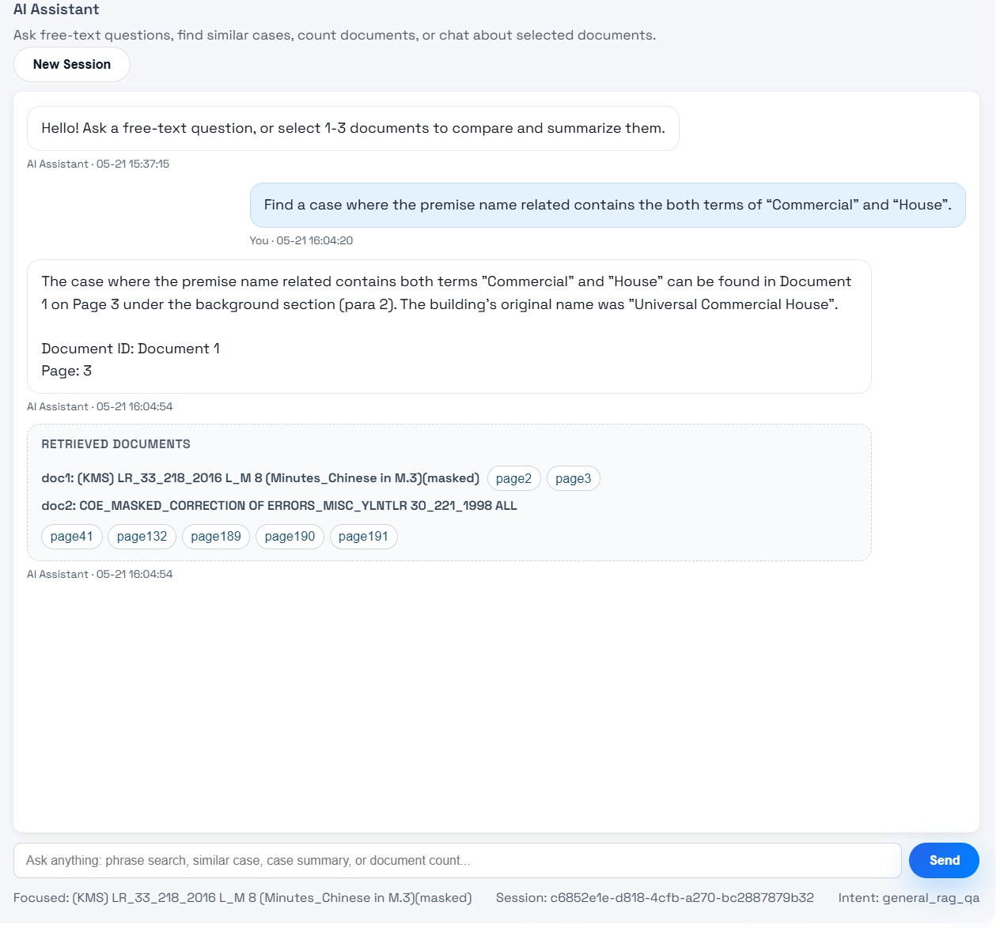 AI Assistant
Ask free-text questions, find similar cases, count documents, or chat about selected documents.
New Session
Hello! Ask a free-text question, or select 1-3 documents to compare and summarize them.
AI Assistant · 05-21 15:37:15
Find a case where the premise name related contains the both terms of “Commercial” and “House”.
You · 05-21 16:04:20
The case where the premise name related contains both terms ”Commercial” and ”House” can be found in Document
1 on Page 3 under the background section (para 2). The building’s original name was ”Universal Commercial House”.
Document ID: Document 1
Page: 3
AI Assistant · 05-21 16:04:54
RETRIEVED DOCUMENTS
doc1: (KMS) LR_33_218_2016 L_M 8 (Minutes_Chinese in M.3)(masked) page2 page3
doc2: COE_MASKED_CORRECTION OF ERRORS_MISC_YLNTLR 30_221_1998 ALL
page41 page132 page189 page190 page191
AI Assistant · 05-21 16:04:54
Ask anything: phrase search, similar case, case summary, or document count...
Send
Focused: (KMS) LR_33_218_2016 L_M 8 (Minutes_Chinese in M.3)(masked) Session: c6852e1e-d818-4cfb-a270-bc2887879b32 Intent: general_rag_qa